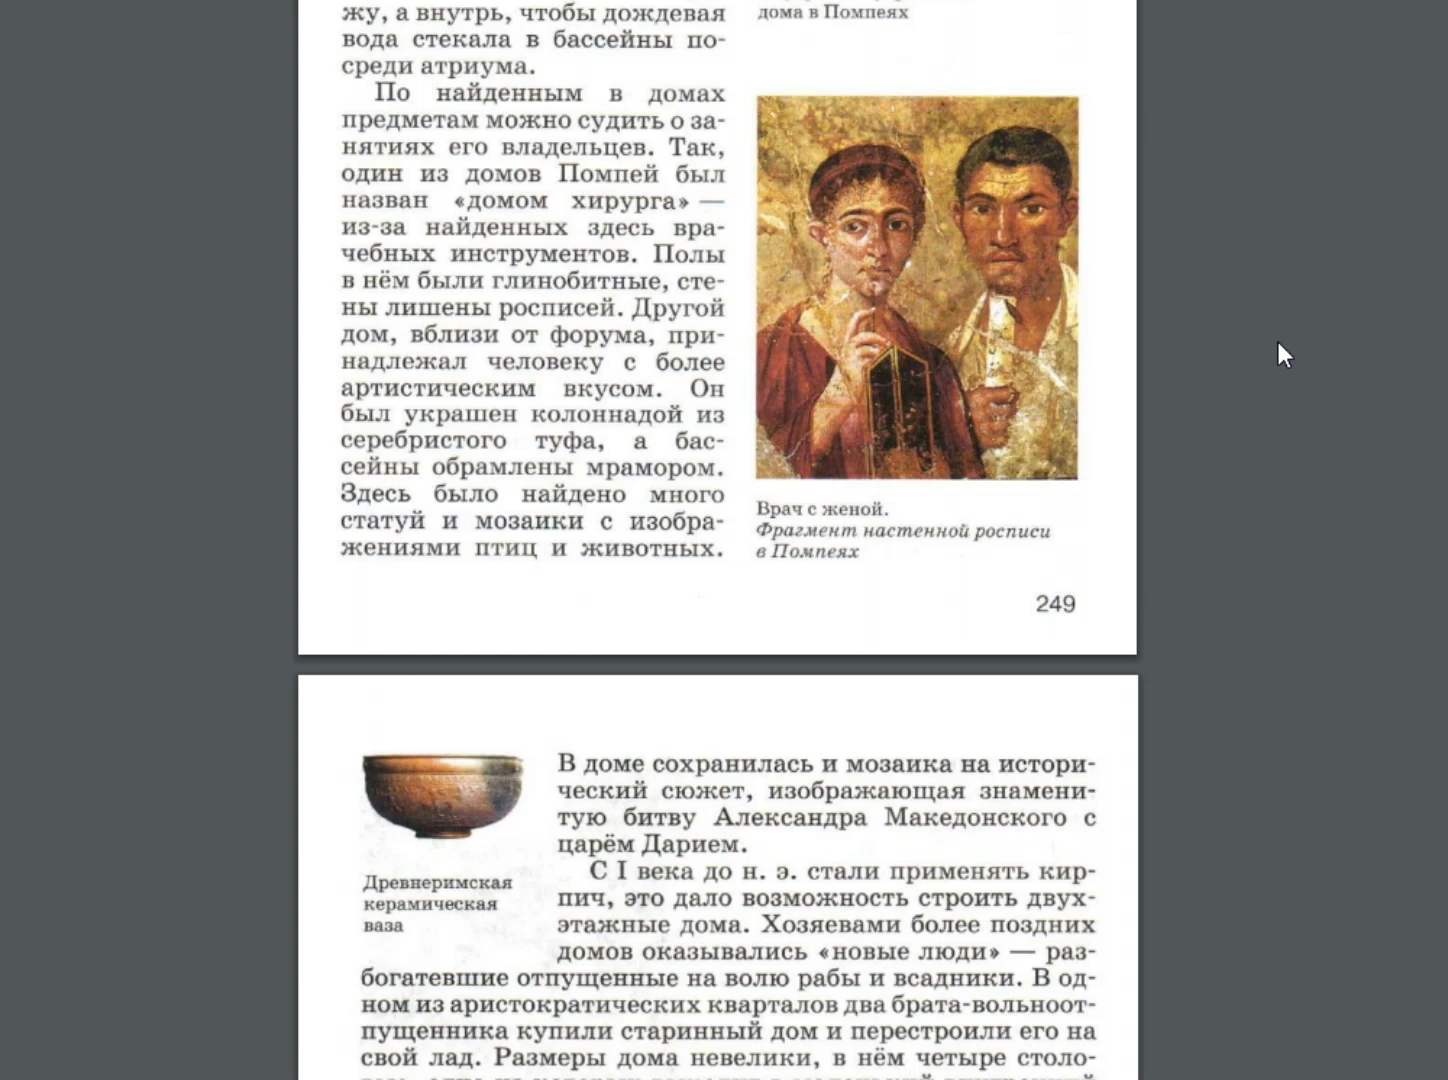 жу, а внутрь, чтобы дождевая
вода стекала в бассейны по-
среди атриума.
По найденным в домах
предметам можно судить о за-
нятиях его владельцев. Так,
один из домов Помпей был
назван «домом хирурга» —
из-за найденных здесь вра-
чебных инструментов. Полы
в нём были глинобитные, сте-
ны лишены росписей. Другой
дом, вблизи от форума, при-
надлежал человеку с более
артистическим вкусом. Он
был украшен колоннадой из
серебристого туфа, а бас-
сейны обрамлены мрамором.
Здесь было найдено много
статуй и мозаики с изобра-
жениями птиц и животных.
дома в Помпеях
Врач с женой.
Фрагмент настенной росписи
в Помпеях
249
Древнеримская
керамическая
ваза
В доме сохранилась и мозаика на истори-
ческий сюжет, изображающая знамени-
тую битву Александра Македонского с
царём Дарием.
С I века до н. э. стали применять кир-
пич, это дало возможность строить двух-
этажные дома. Хозяевами более поздних
домов оказывались «новые люди» — раз-
богатевшие отпущенные на волю рабы и всадники. В од-
ном из аристократических кварталов два брата-вольноот-
пущенника купили старинный дом и перестроили его на
свой лад. Размеры дома невелики, в нём четыре столо-